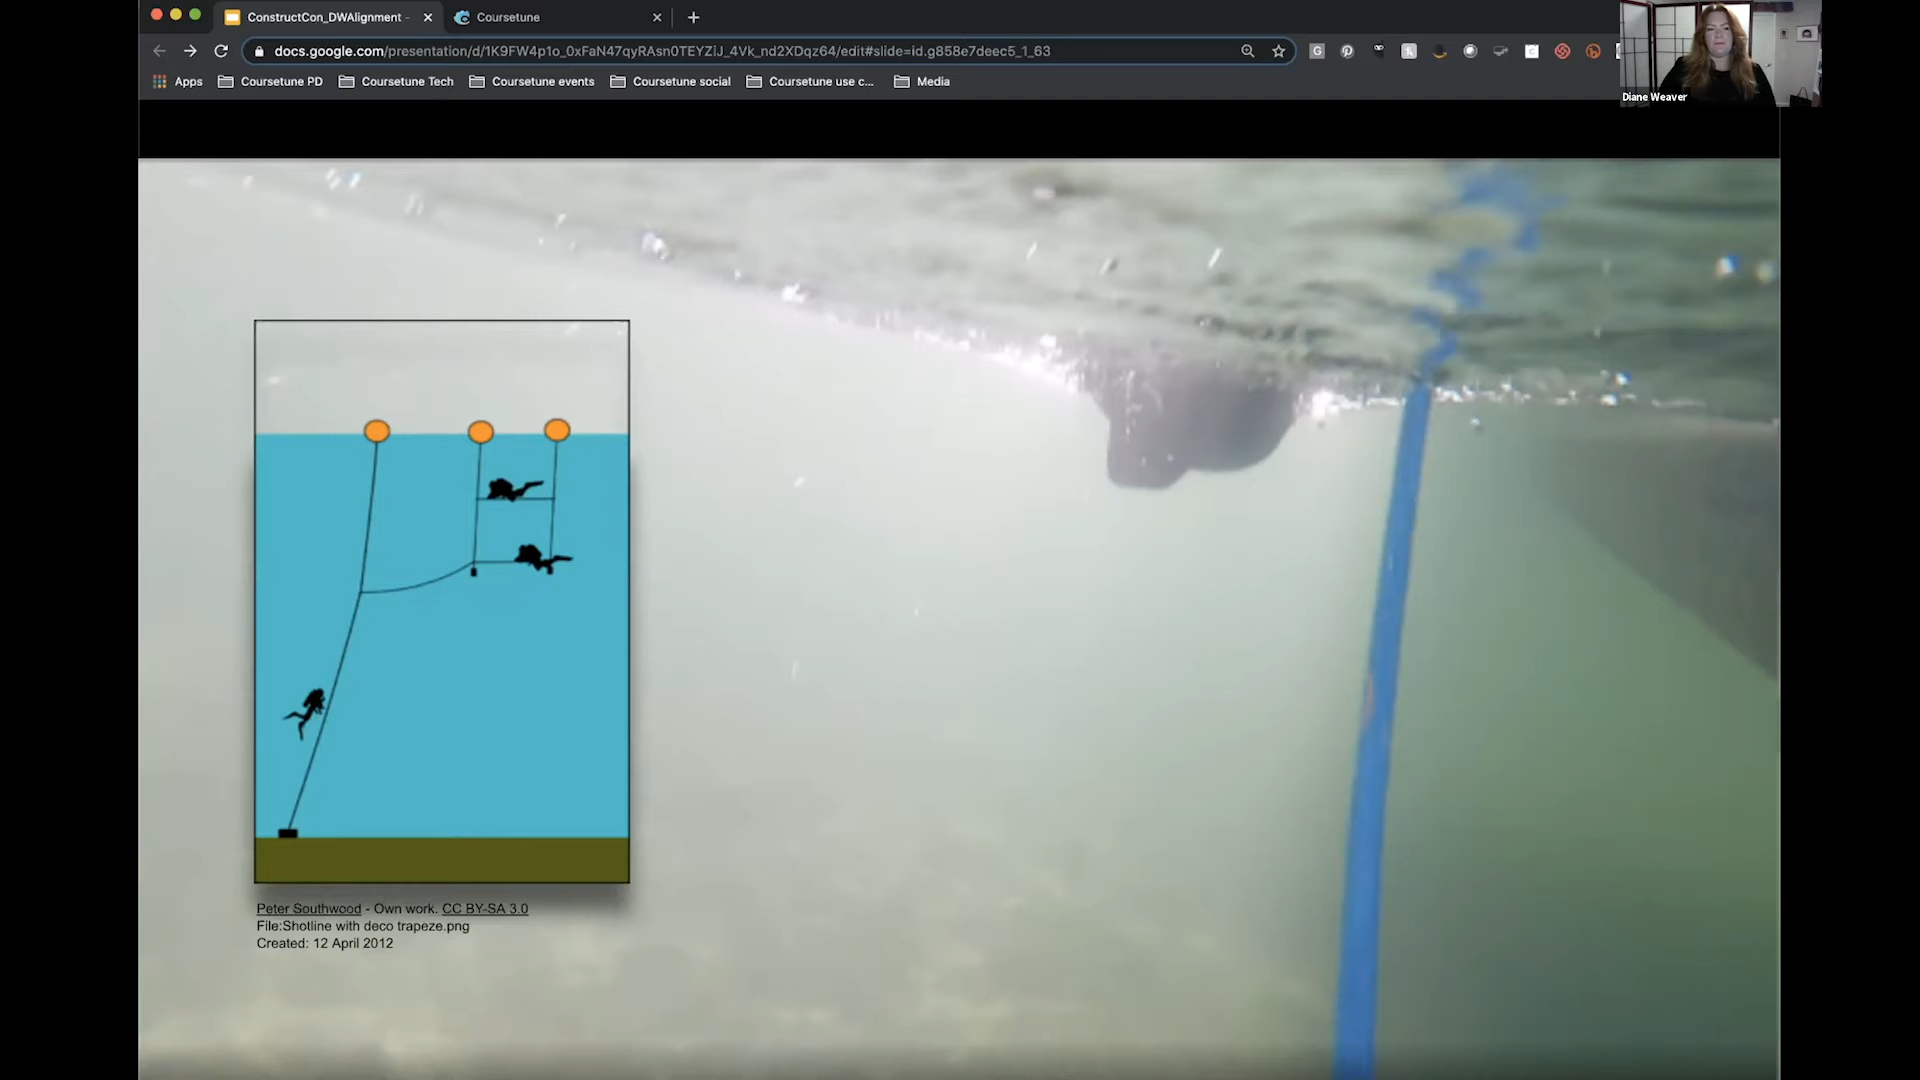 ConstructCon_DWAlignment -
Coursetune
docs.google.com/presentation/d/1K9FW4p1o_0xFaN47qyRAsn0TEYZiJ_4Vk_nd2XDqz64/edit#slide=id.g858e7deec5_1_63
Apps
Coursetune PD
Coursetune Tech
Coursetune events
Coursetune social
Coursetune use c...
Media
Diane Weaver
Peter Southwood - Own work. CC BY-SA 3.0
File:Shotline with deco trapeze.png
Created: 12 April 2012